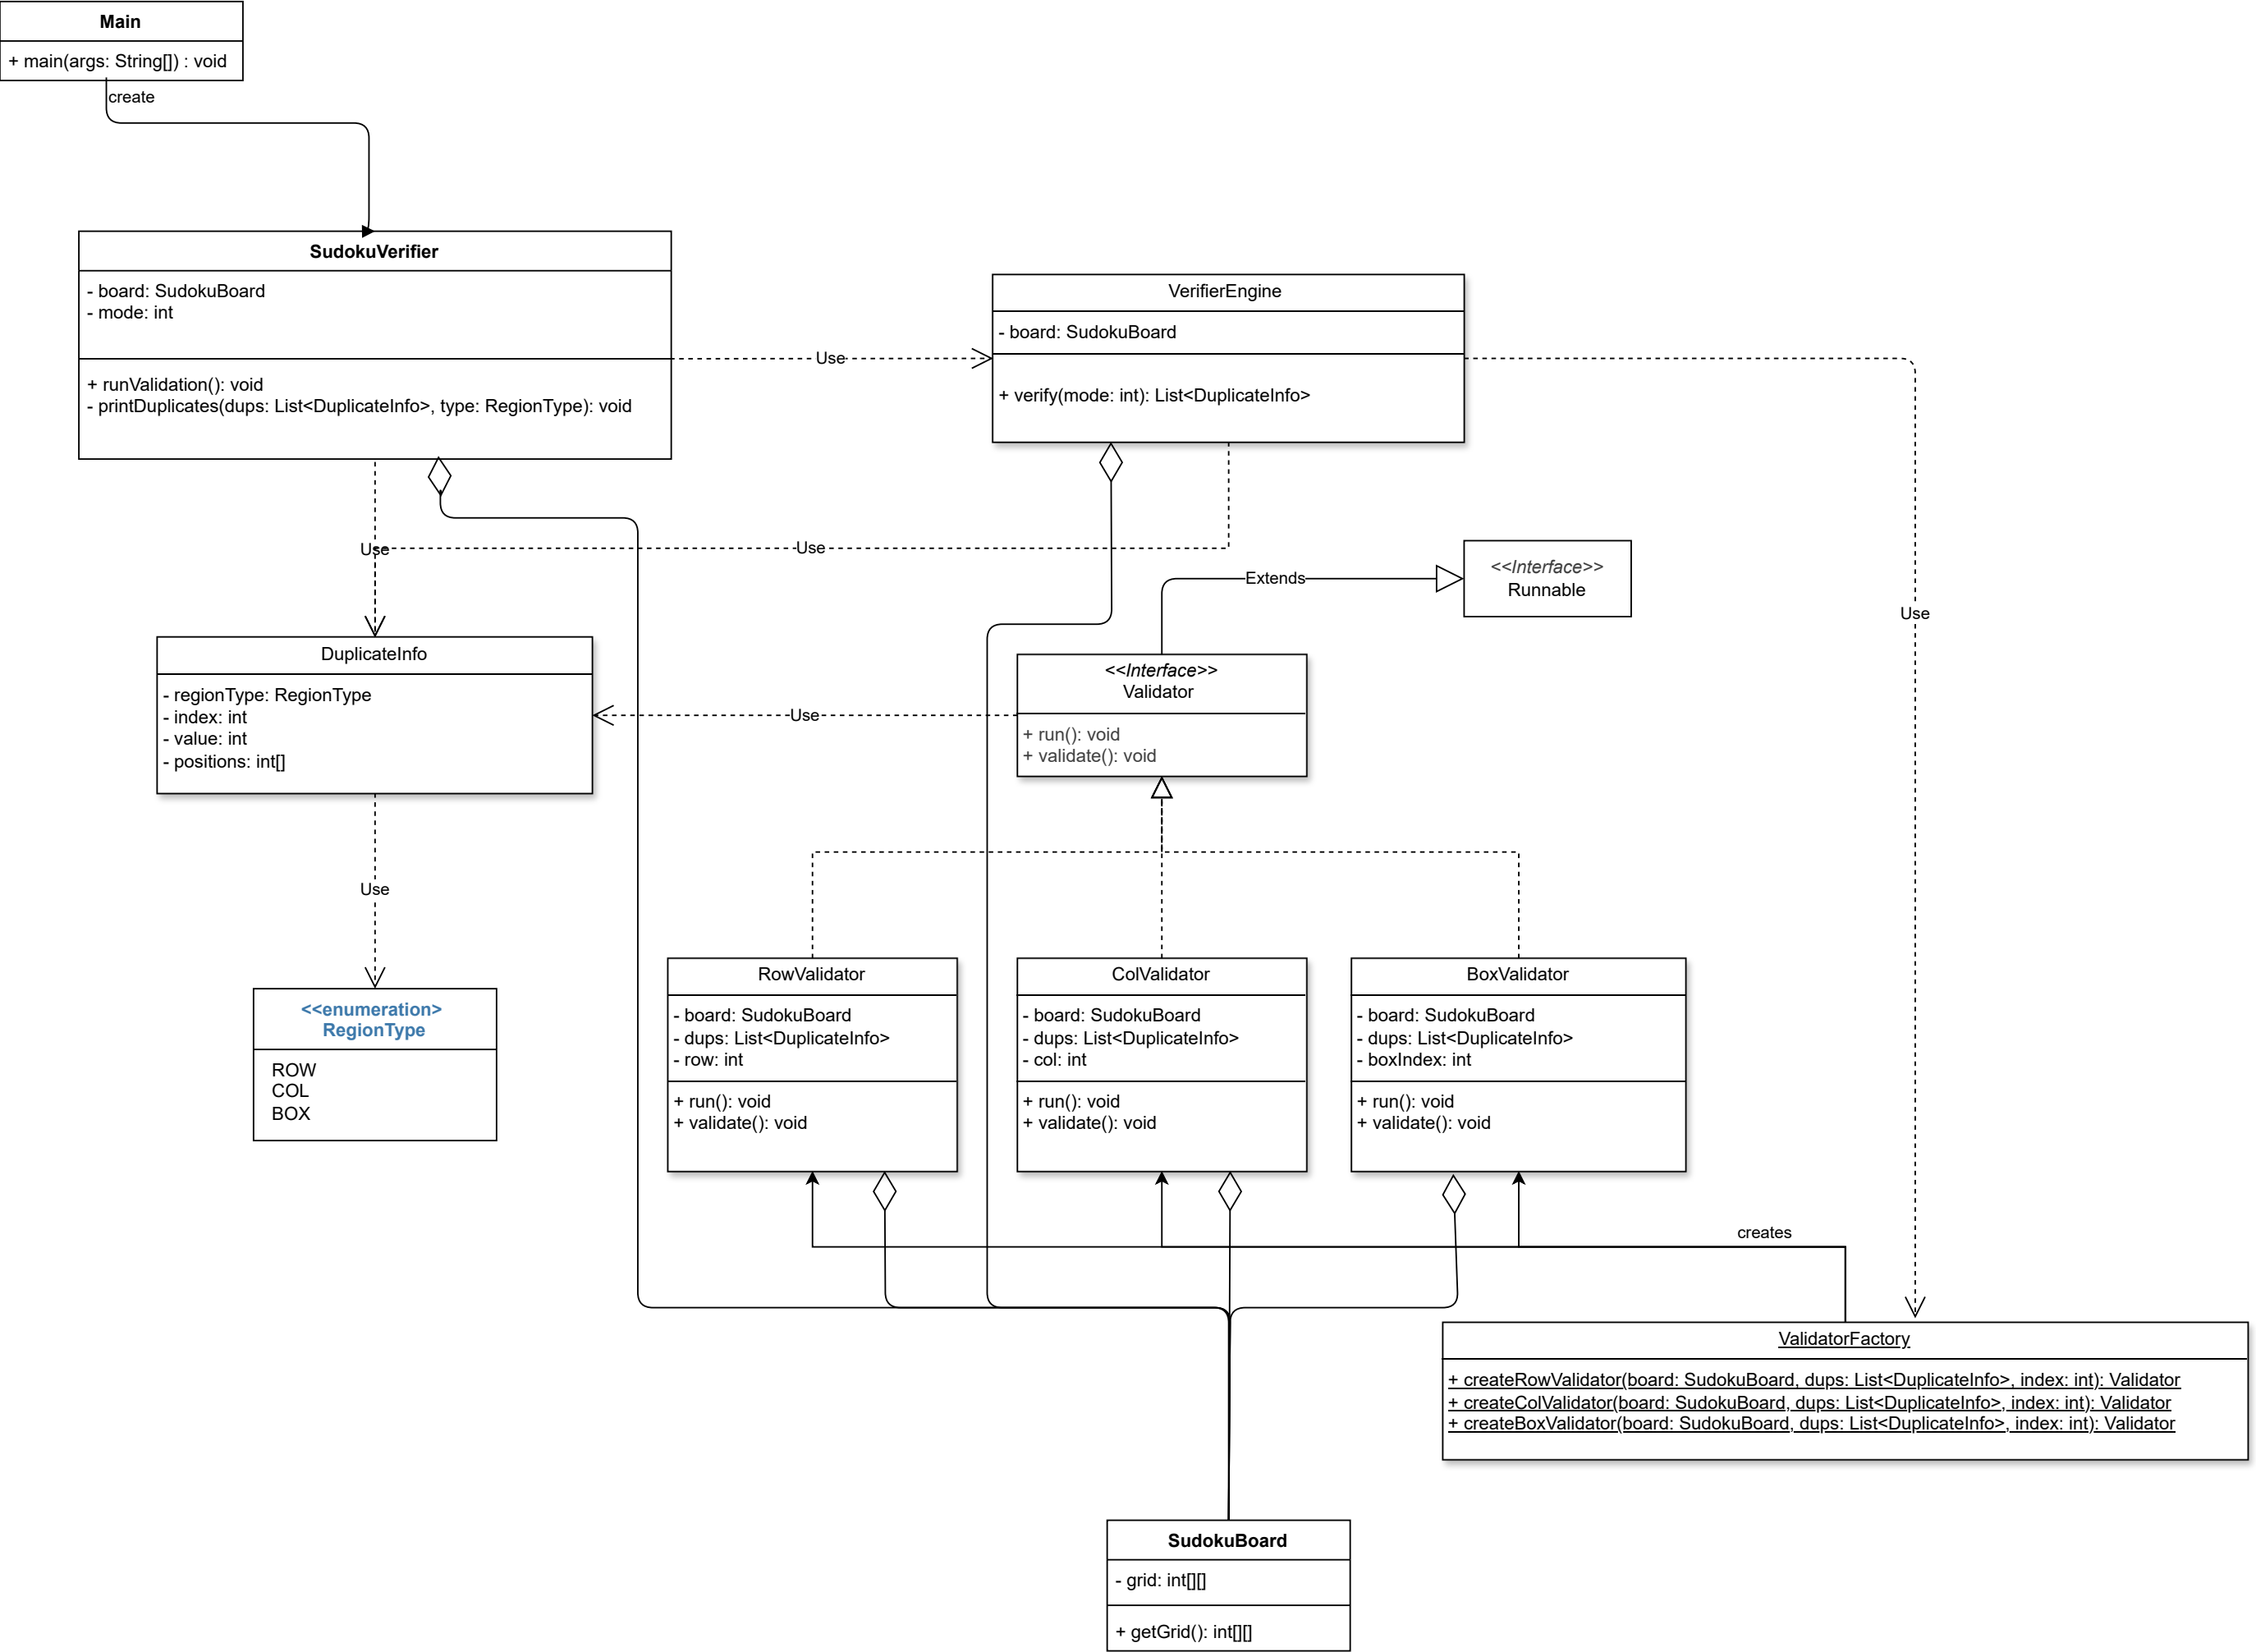 Main
+ main(args: String[]) : void
create
SudokuVerifier
- board: SudokuBoard
- mode: int
+ runValidation(): void
- printDuplicates(dups: List<DuplicateInfo>, type: RegionType): void
Use
VerifierEngine
- board: SudokuBoard
+ verify(mode: int): List<DuplicateInfo>
Use
Use
Use
Extends
<<Interface>>
Runnable
DuplicateInfo
- regionType: RegionType
- index: int
- value: int
- positions: int[]
Use
<<Interface>>
Validator
+ run(): void
+ validate(): void
Use
<<enumeration>
RegionType
ROW
COL
BOX
RowValidator
- board: SudokuBoard
- dups: List<DuplicateInfo>
- row: int
+ run(): void
+ validate(): void
ColValidator
- board: SudokuBoard
- dups: List<DuplicateInfo>
- col: int
+ run(): void
+ validate(): void
BoxValidator
- board: SudokuBoard
- dups: List<DuplicateInfo>
- boxIndex: int
+ run(): void
+ validate(): void
creates
ValidatorFactory
+ createRowValidator(board: SudokuBoard, dups: List<DuplicateInfo>, index: int): Validator
+ createColValidator(board: SudokuBoard, dups: List<DuplicateInfo>, index: int): Validator
+ createBoxValidator(board: SudokuBoard, dups: List<DuplicateInfo>, index: int): Validator
SudokuBoard
- grid: int[][]
+ getGrid(): int[][]